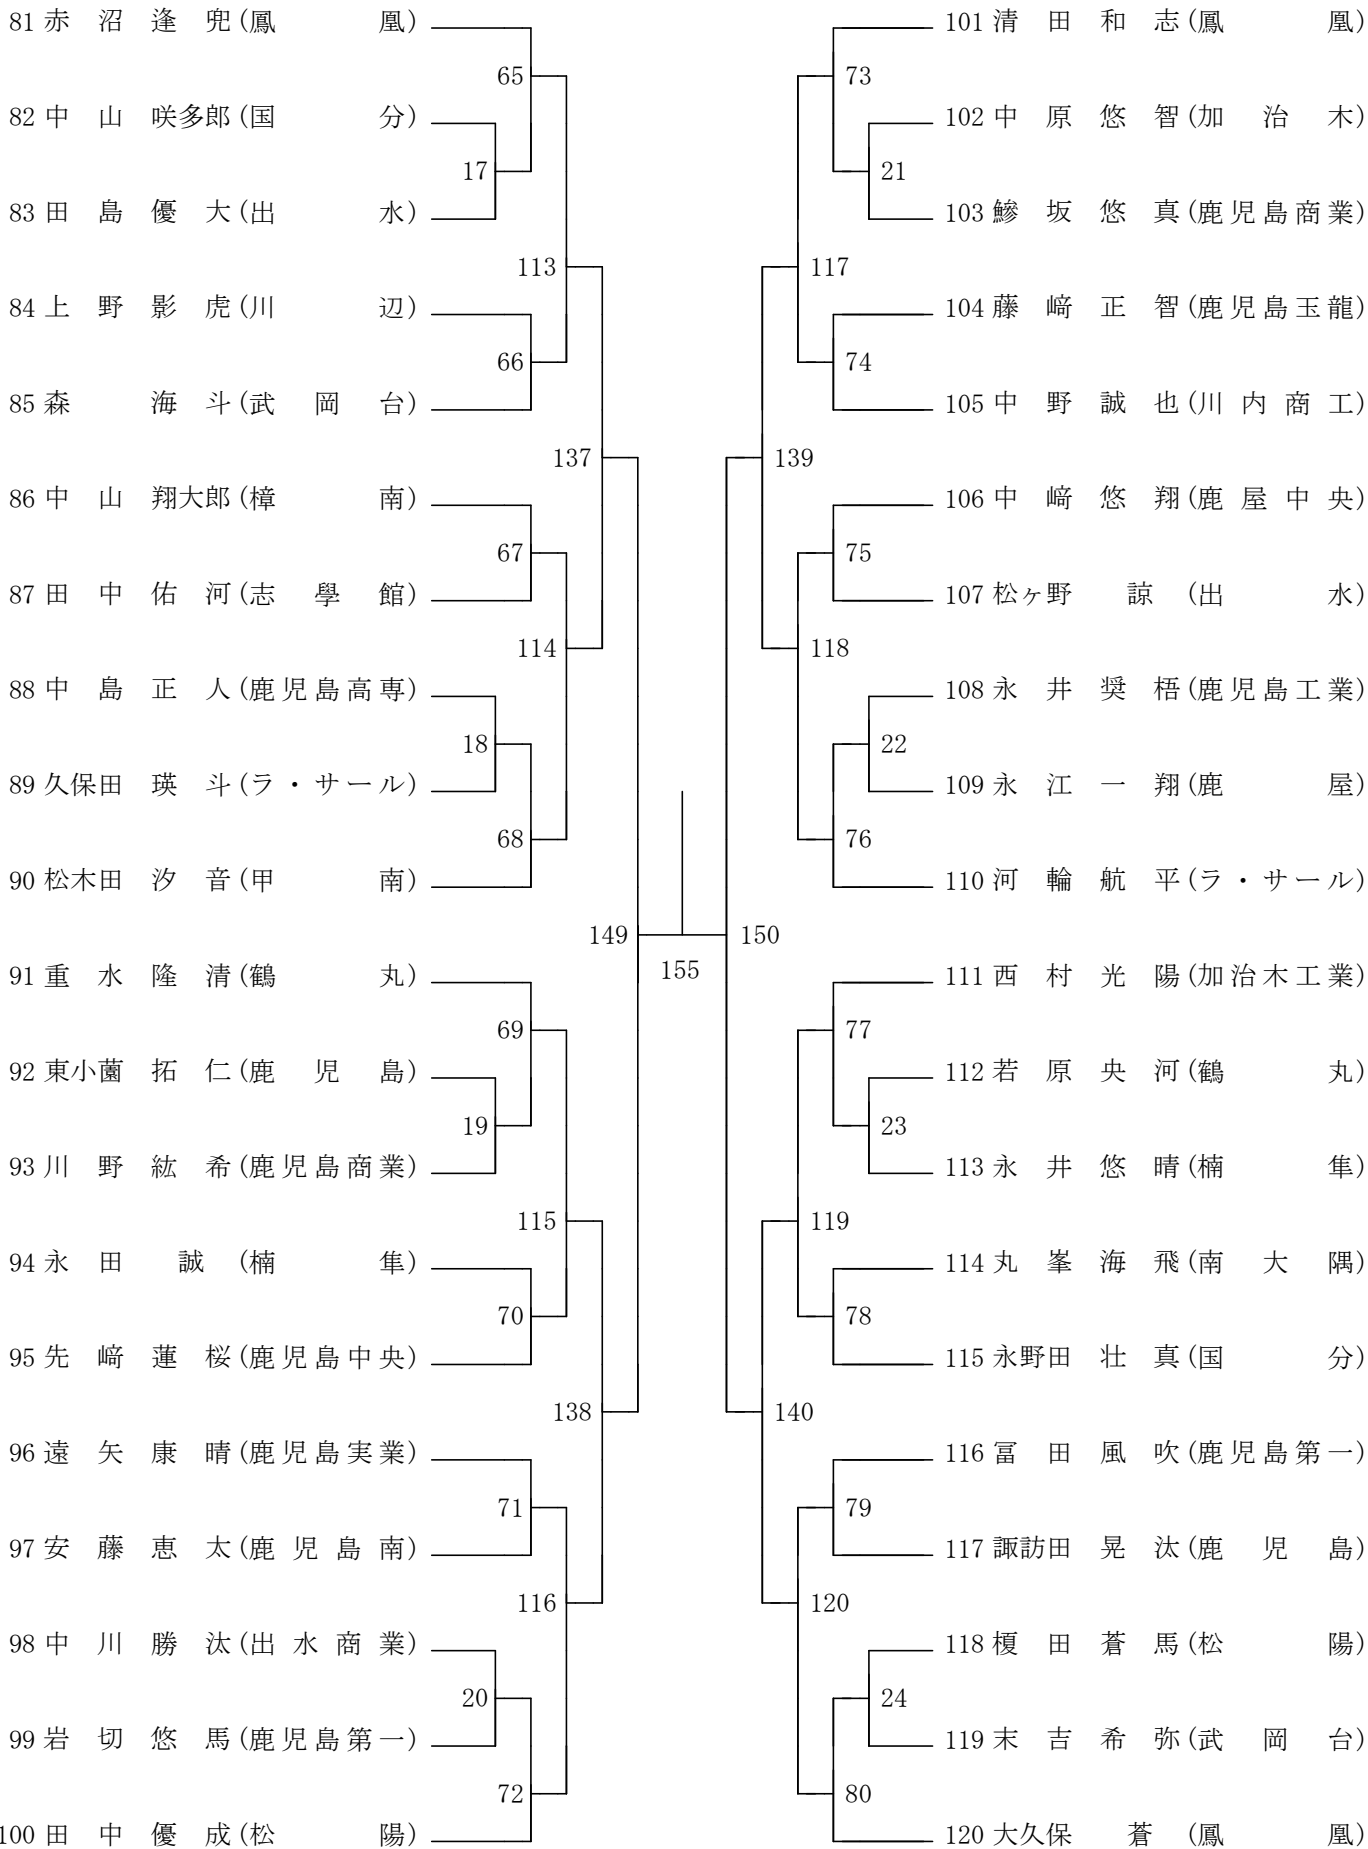 81 赤沼逢兜 (鳳凰)
65
82 中山咲多郎 (国分)
17
83 田島優大 (出水)
113
84 上野影虎 (川辺)
66
85 森海斗 (武岡台)
137
86 中山翔大郎 (樟南)
67
87 田中佑河 (志學館)
114
88 中島正人 (鹿児島高専)
18
89 久保田瑛斗 (ラ・サール)
68
90 松木田汐音 (甲南)
149
91 重水隆清 (鶴丸)
69
92 東小薗拓仁 (鹿児島)
19
93 川野紘希 (鹿児島商業)
115
94 永田誠 (楠隼)
70
95 先﨑蓮桜 (鹿児島中央)
138
96 遠矢康晴 (鹿児島実業)
71
97 安藤恵太 (鹿児島南)
116
98 中川勝汰 (出水商業)
20
99 岩切悠馬 (鹿児島第一)
72
100 田中優成 (松陽)
155
101 清田和志 (鳳凰)
73
102 中原悠智 (加治木)
21
103 鰺坂悠真 (鹿児島商業)
117
104 藤﨑正智 (鹿児島玉龍)
74
105 中野誠也 (川内商工)
139
106 中﨑悠翔 (鹿屋中央)
75
107 松ヶ野諒 (出水)
118
108 永井奨梧 (鹿児島工業)
22
109 永江一翔 (鹿屋)
76
110 河輪航平 (ラ・サール)
150
111 西村光陽 (加治木工業)
77
112 若原央河 (鶴丸)
23
113 永井悠晴 (楠隼)
119
114 丸峯海飛 (南大隅)
78
115 永野田壮真 (国分)
140
116 冨田風吹 (鹿児島第一)
79
117 諏訪田晃汰 (鹿児島)
120
118 榎田蒼馬 (松陽)
24
119 末吉希弥 (武岡台)
80
120 大久保蒼 (鳳凰)